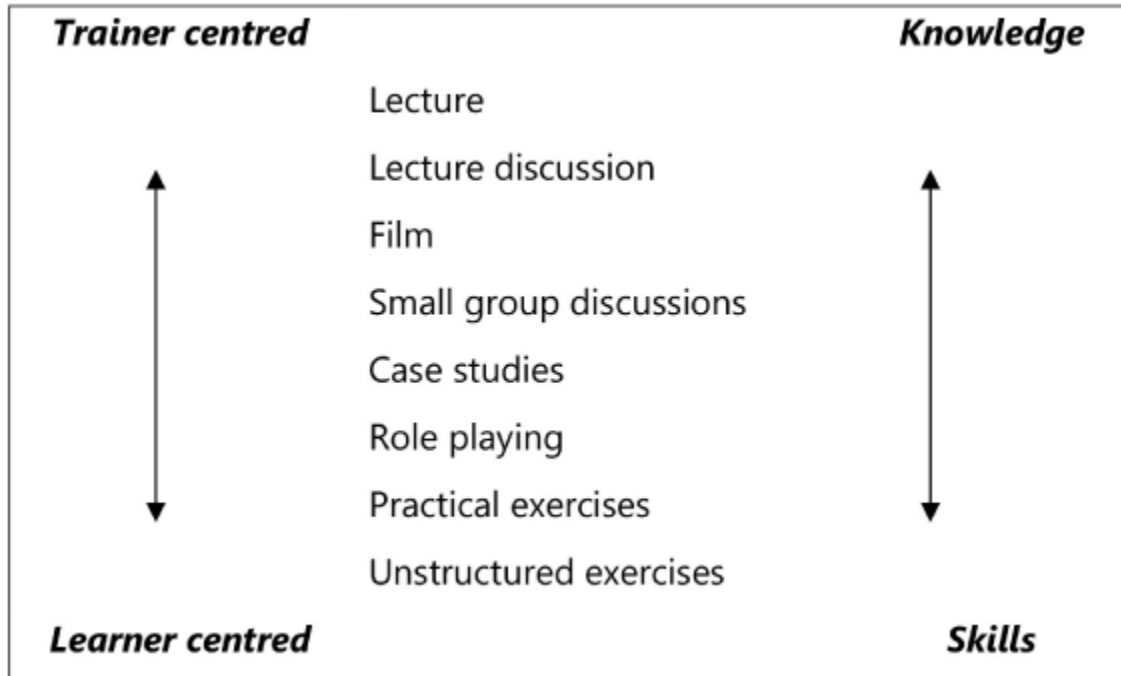 Trainer centred Knowledge
Lecture
Lecture discussion
Film
Small group discussions
Case studies
Role playing
Practical exercises
Unstructured exercises
Learner centred Skills